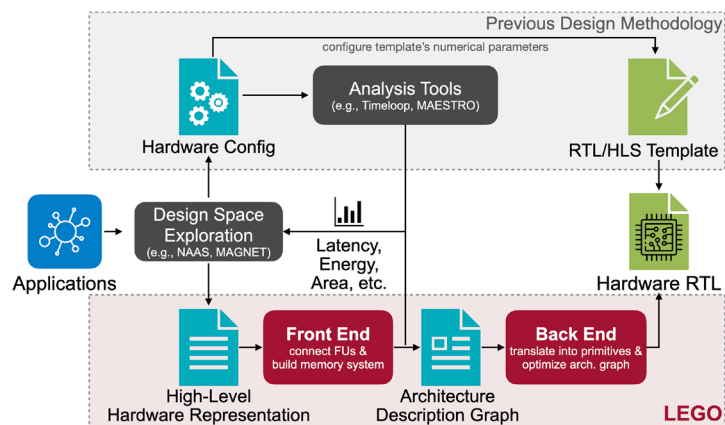 Previous Design Methodology
configure template's numerical parameters
Analysis Tools
(e.g., Timeloop, MAESTRO)
Hardware Config
RTL/HLS Template
Design Space
Exploration
(e.g., NAAS, MAGNET)
Latency,
Energy,
Area, etc.
Applications
Hardware RTL
Front End
connect FUs &
build memory system
Back End
translate into primitives &
optimize arch. graph
High-Level
Hardware Representation
Architecture
Description Graph
LEGO